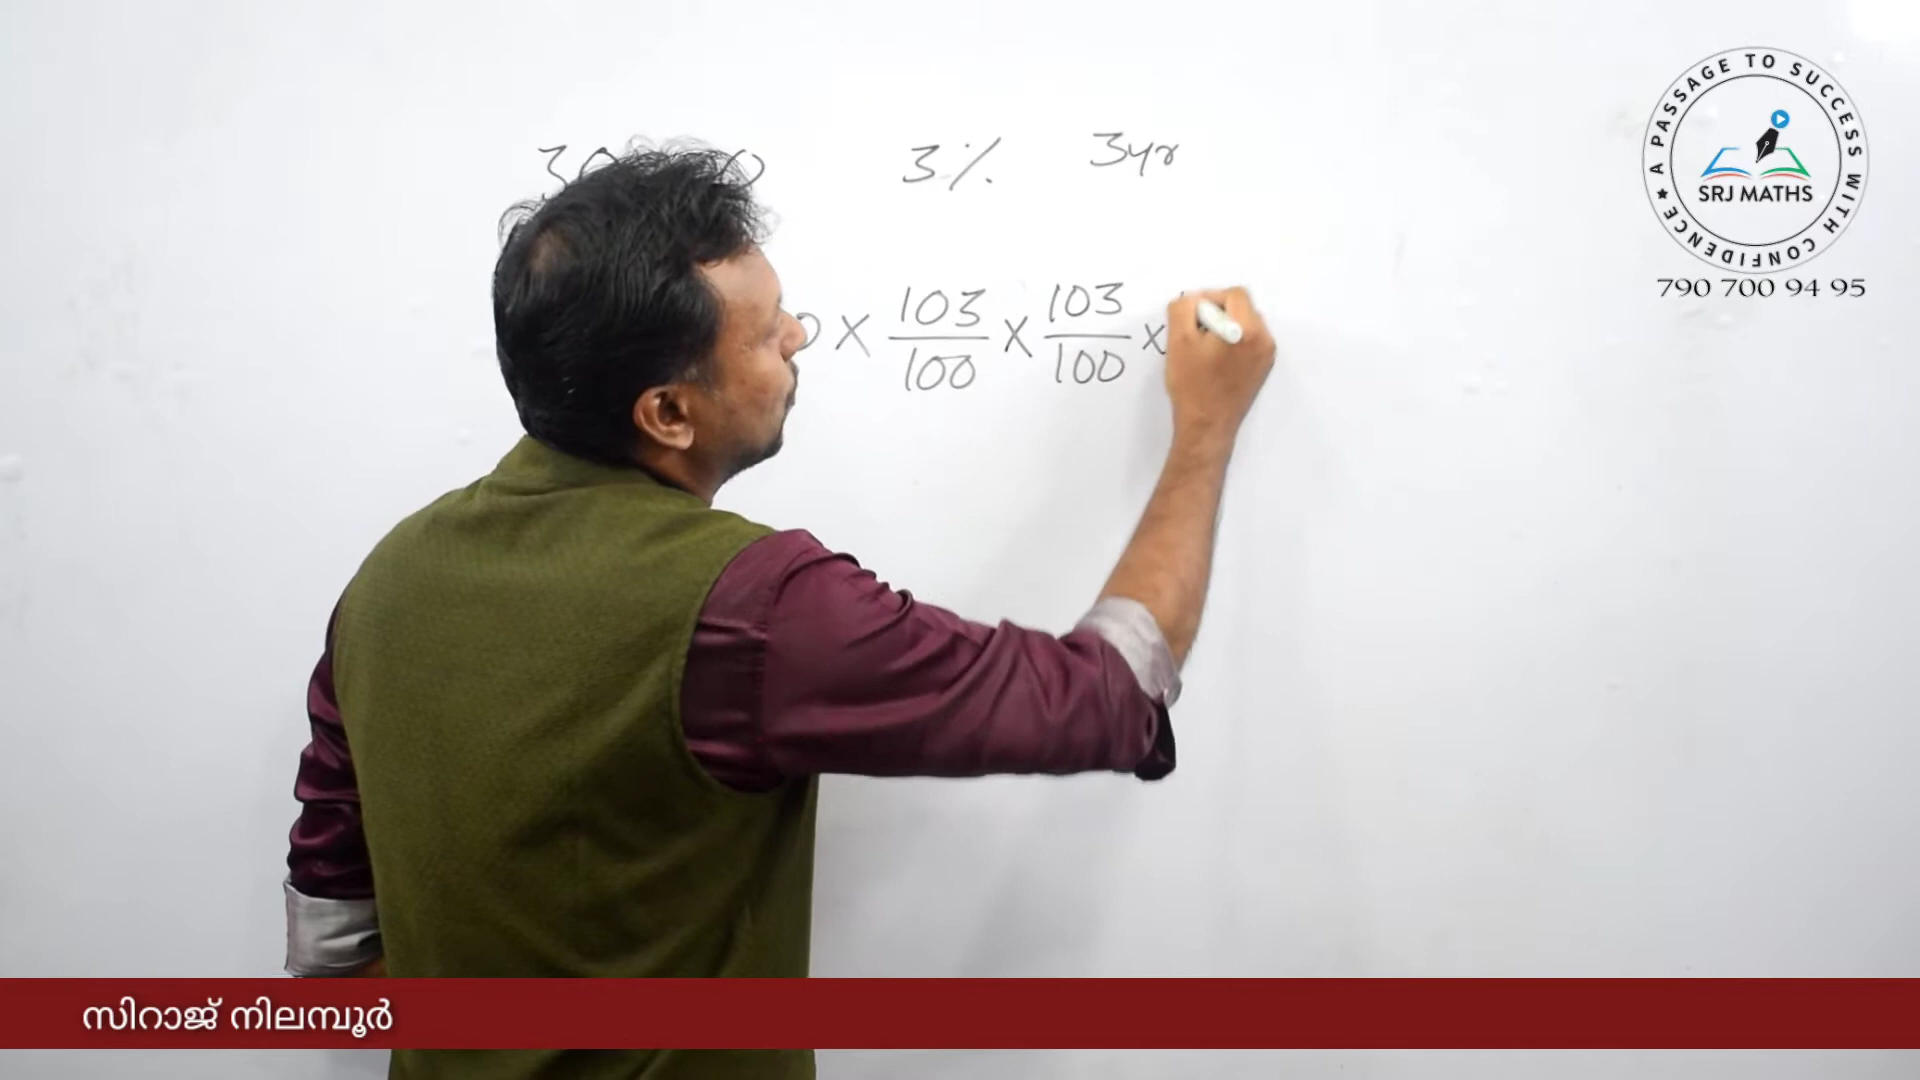 3% 3yr
× 103/100 × 103/100 ×
A PASSAGE TO SUCCESS WITH CONFIDENCE
SRJ MATHS
790 700 94 95
സിറാജ് നിലമ്പൂർ